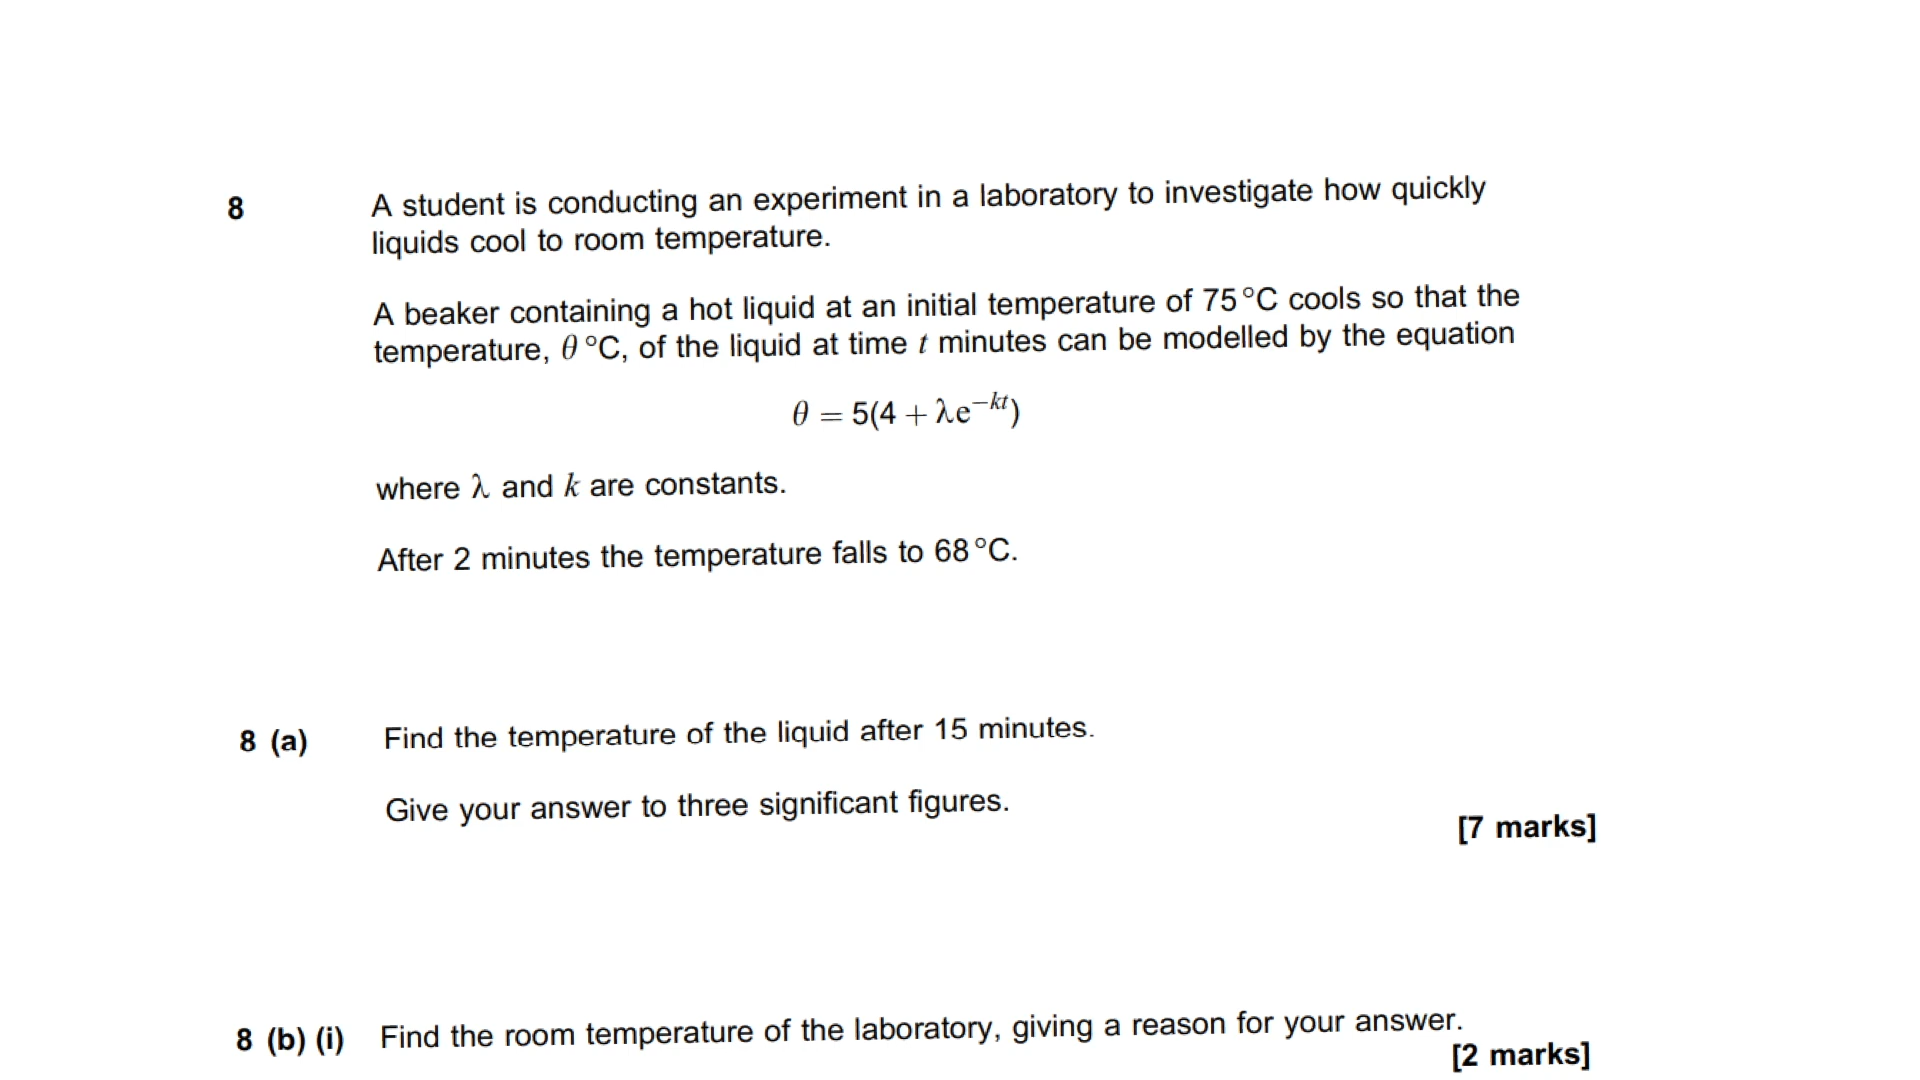 8 A student is conducting an experiment in a laboratory to investigate how quickly
liquids cool to room temperature.
A beaker containing a hot liquid at an initial temperature of 75 °C cools so that the
temperature, θ °C, of the liquid at time t minutes can be modelled by the equation
θ = 5(4 + λe^{−kt})
where λ and k are constants.
After 2 minutes the temperature falls to 68 °C.
8 (a) Find the temperature of the liquid after 15 minutes.
Give your answer to three significant figures.
[7 marks]
8 (b) (i) Find the room temperature of the laboratory, giving a reason for your answer.
[2 marks]